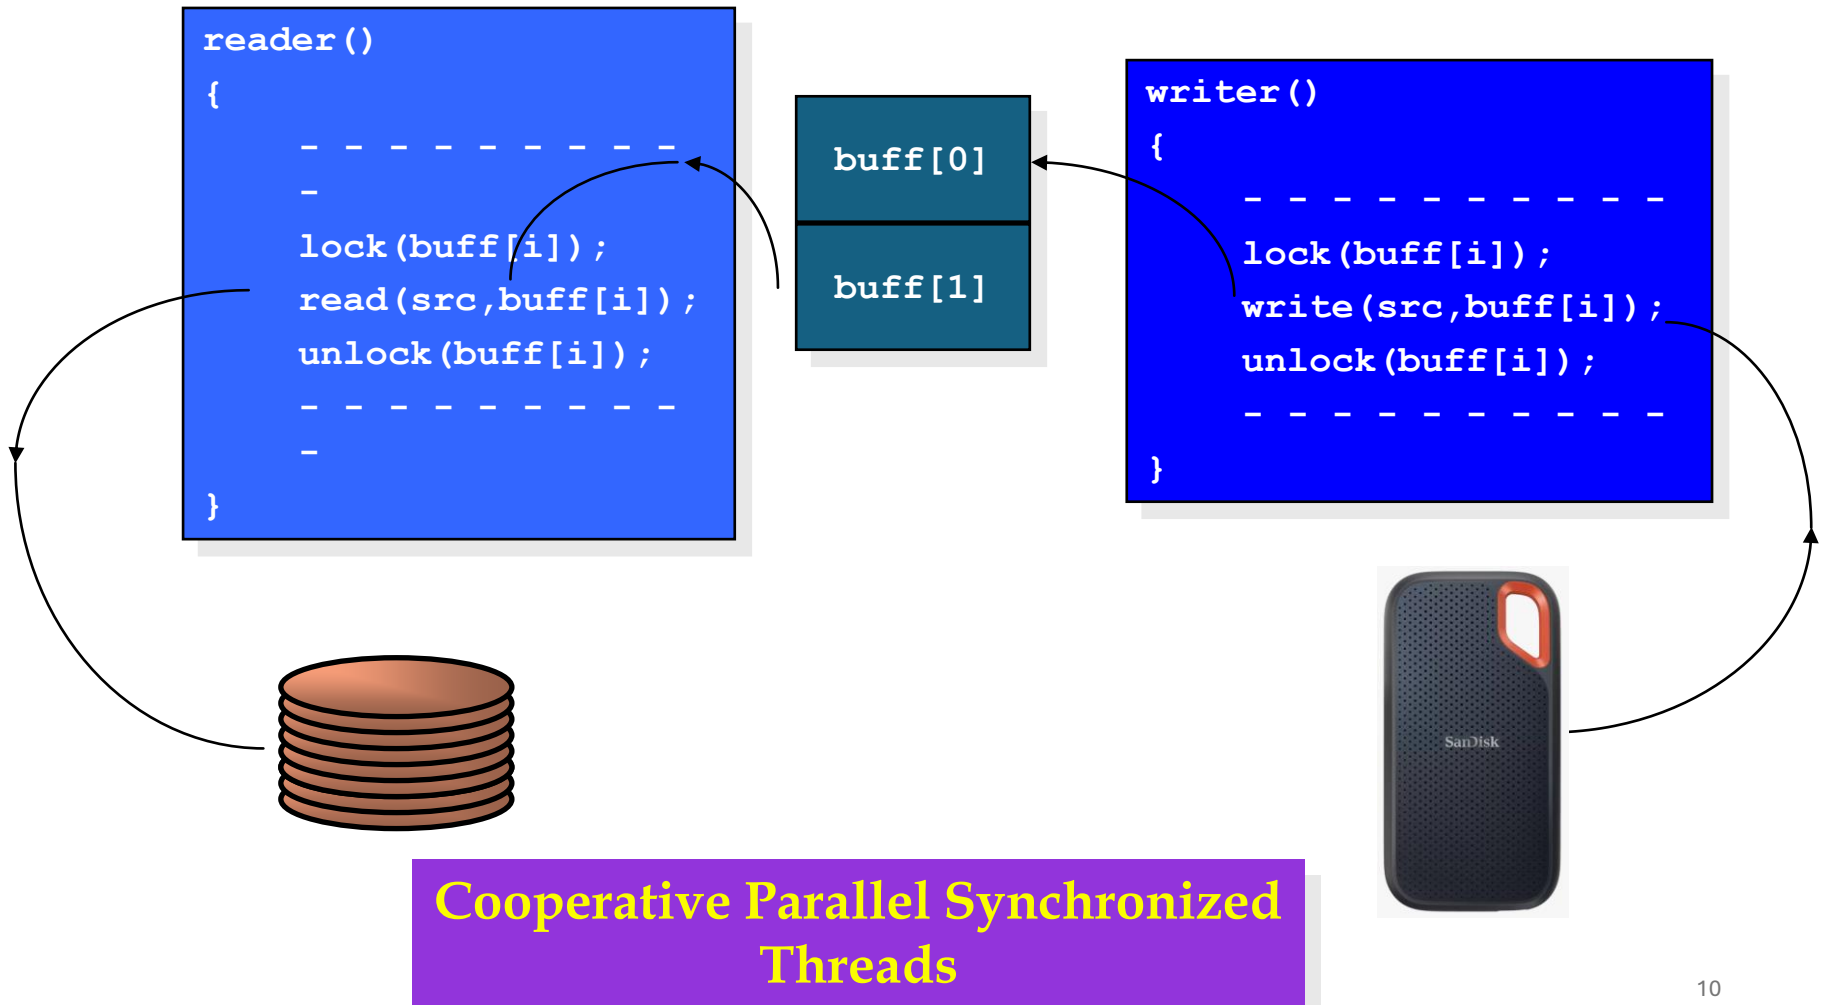 reader()
{
- - - - - - - - -
-
lock(buff[i]);
read(src,buff[i]);
unlock(buff[i]);
- - - - - - - - -
-
}
buff[0]
buff[1]
writer()
{
- - - - - - - - - -
lock(buff[i]);
write(src,buff[i]);
unlock(buff[i]);
- - - - - - - - - -
}
SanDisk
Cooperative Parallel Synchronized
Threads
10